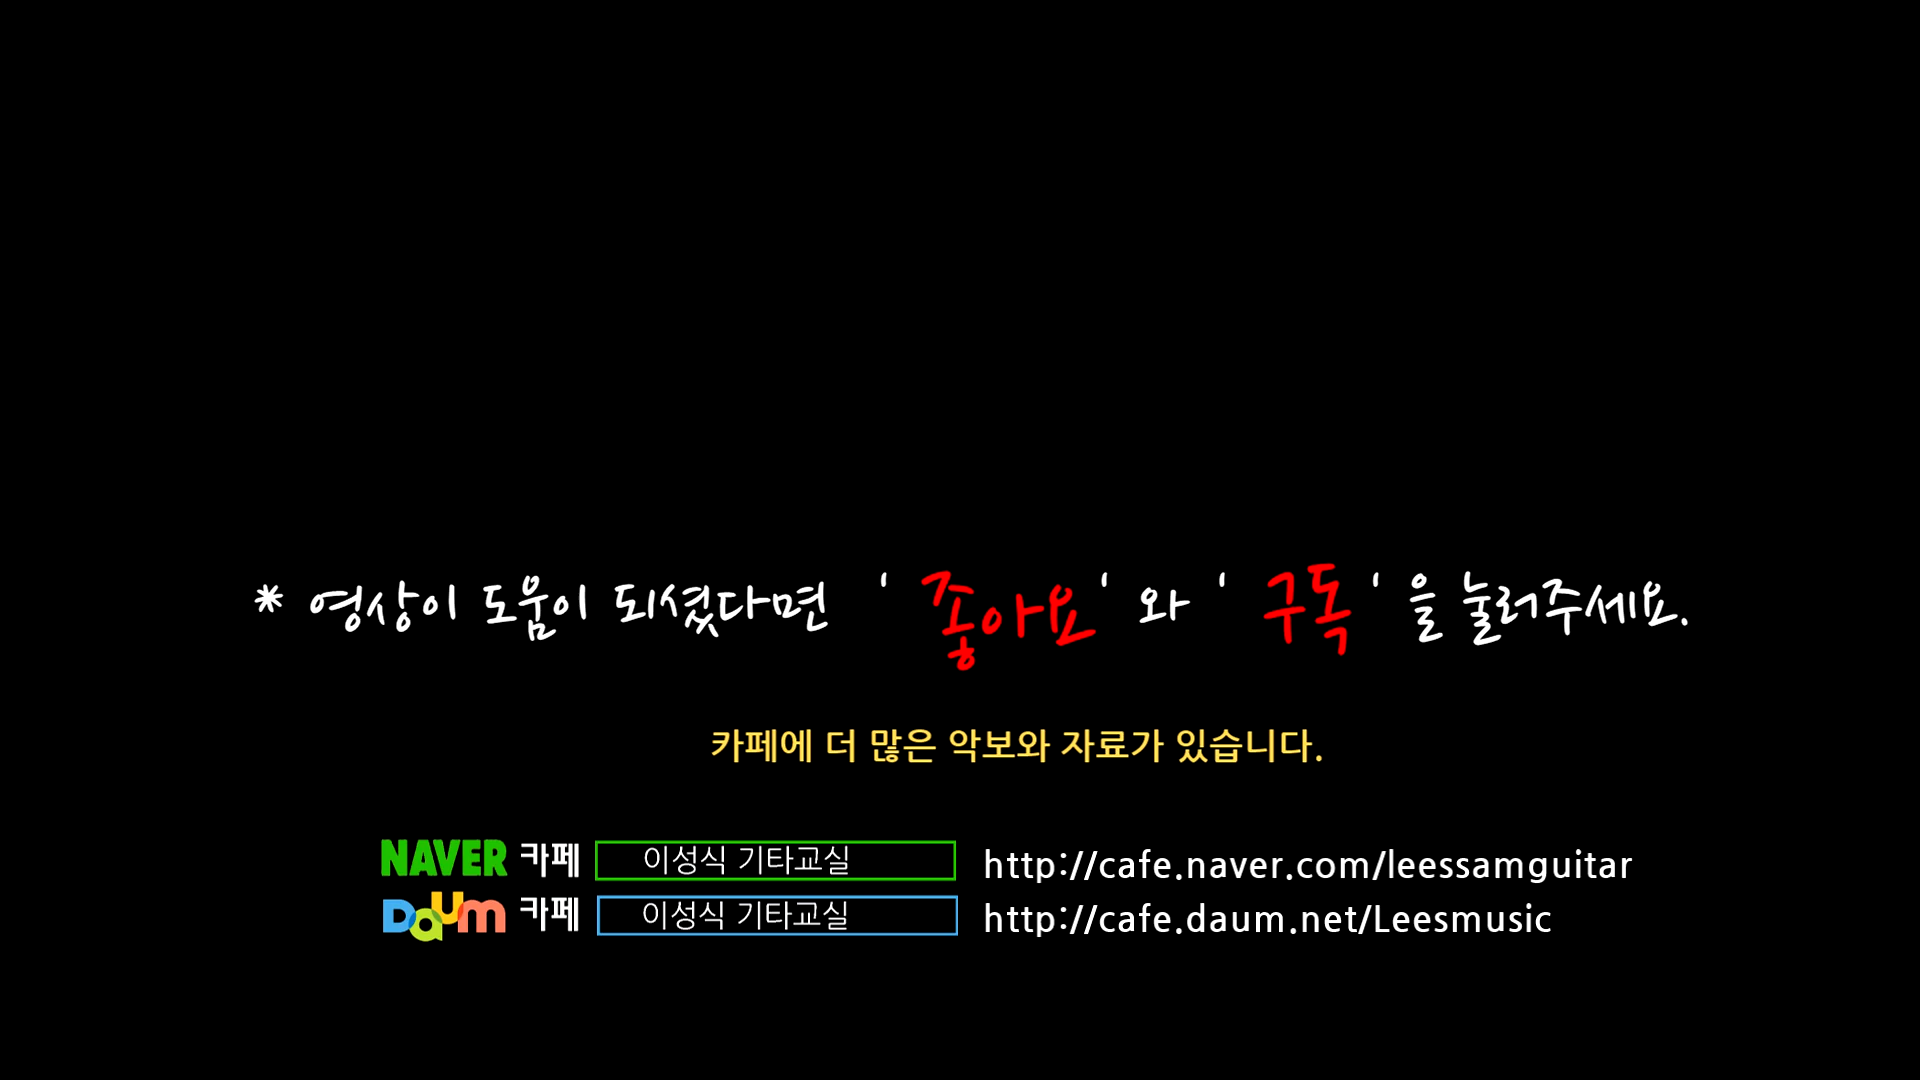 * 영상이 도움이 되셨다면 ' 좋아요' 와 ' 구독 ' 을 눌러주세요.
카페에 더 많은 악보와 자료가 있습니다.
NAVER 카페 이성식 기타교실 http://cafe.naver.com/leessamguitar
Daum 카페 이성식 기타교실 http://cafe.daum.net/Leesmusic